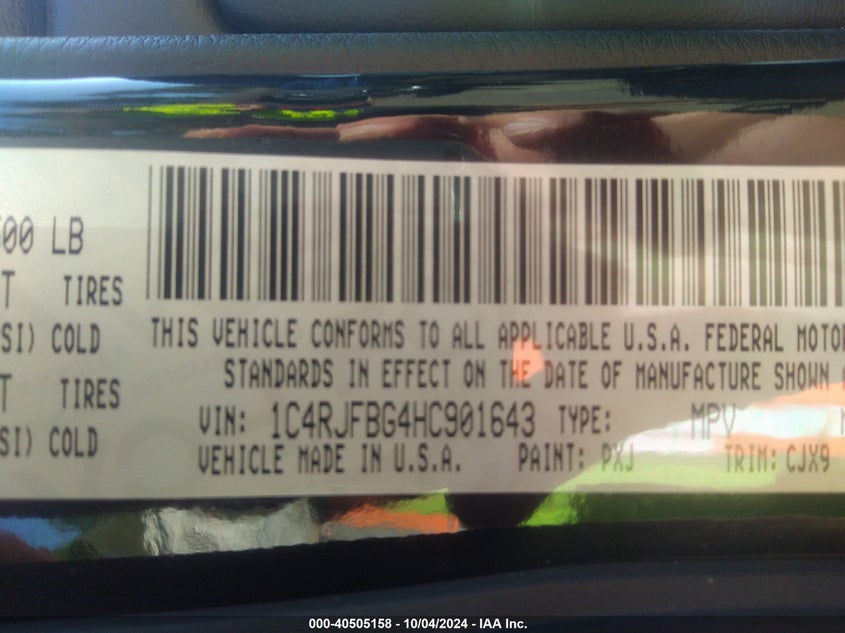 00 LB
T TIRES
SI) COLD
T TIRES
SI) COLD
THIS VEHICLE CONFORMS TO ALL APPLICABLE U.S.A. FEDERAL MOTOR
STANDARDS IN EFFECT ON THE DATE OF MANUFACTURE SHOWN
VIN: 1C4RJFBG4HC901643 TYPE: MPV
VEHICLE MADE IN U.S.A. PAINT: PXJ TRIM: CJX9
000-40505158 - 10/04/2024 - IAA Inc.